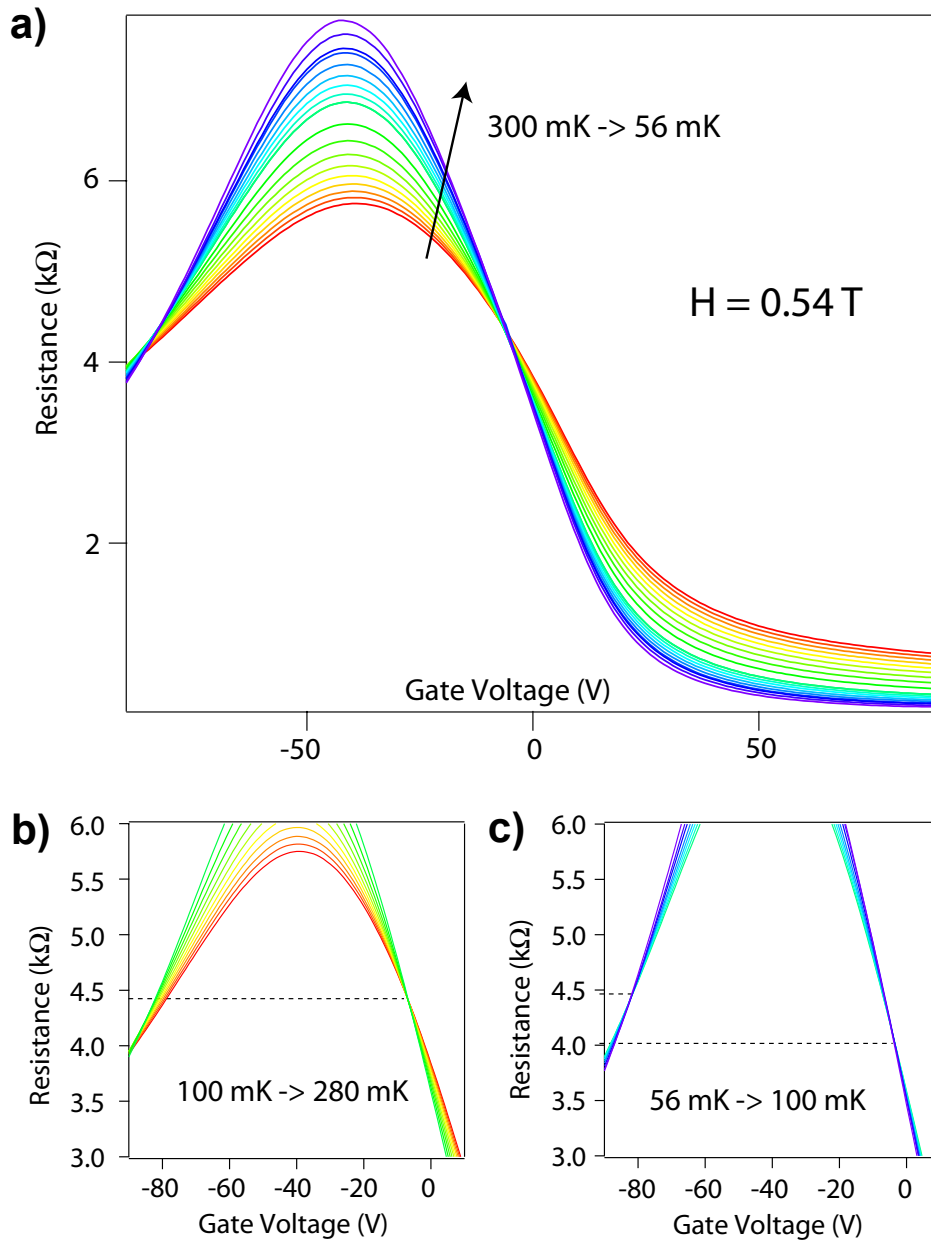 a)
300 mK -> 56 mK
H = 0.54 T
Resistance (kΩ)
6
4
2
Gate Voltage (V)
-50
0
50
b)
6.0
5.5
5.0
4.5
4.0
3.5
3.0
Resistance (kΩ)
100 mK -> 280 mK
-80
-60
-40
-20
0
Gate Voltage (V)
c)
6.0
5.5
5.0
4.5
4.0
3.5
3.0
Resistance (kΩ)
56 mK -> 100 mK
-80
-60
-40
-20
0
Gate Voltage (V)